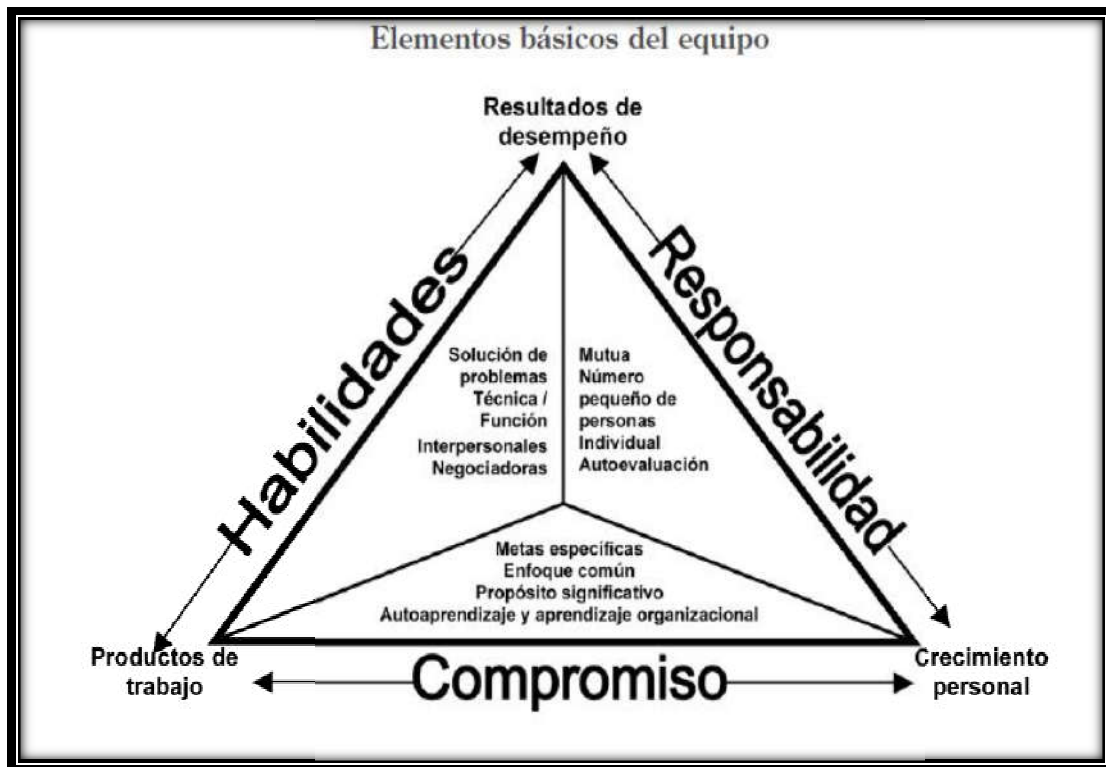 Elementos básicos del equipo
Resultados de
desempeño
Habilidades
Responsabilidad
Solución de
problemas
Técnica /
Función
Interpersonales
Negociadoras
Mutua
Número
pequeño de
personas
Individual
Autoevaluación
Metas específicas
Enfoque común
Propósito significativo
Autoaprendizaje y aprendizaje organizacional
Productos de
trabajo
Compromiso
Crecimiento
personal